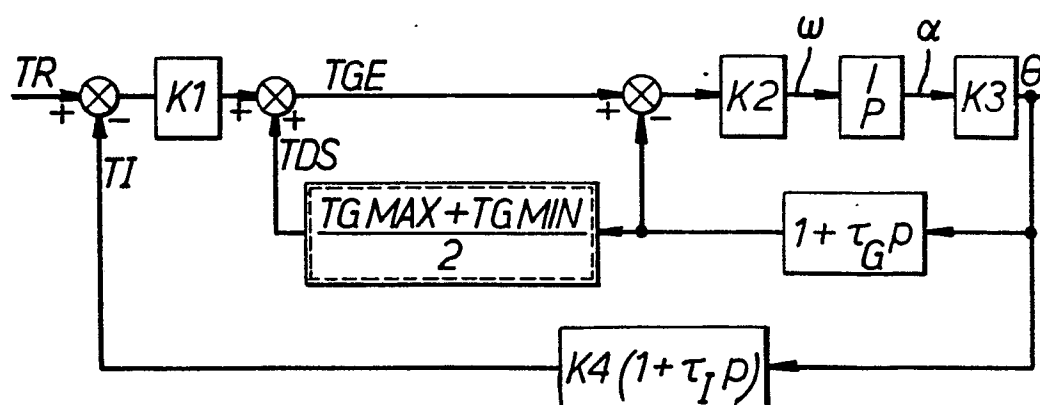 ω α
TR + − K1 + + TGE + − K2 1/P K3 θ
TI TDS
TGMAX+TGMIN
2
1+τGp
K4(1+τIp)